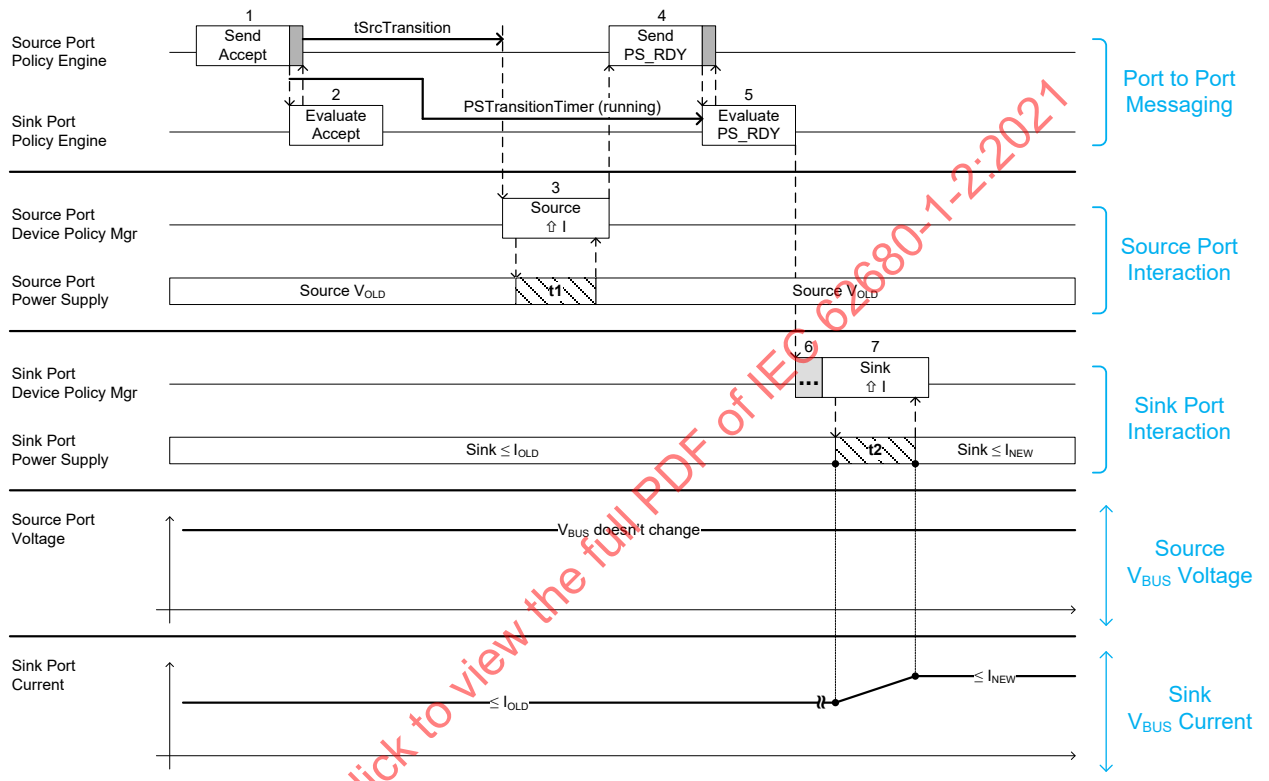 1
Send
Accept
tSrcTransition
4
Send
PS_RDY
Source Port
Policy Engine
2
Evaluate
Accept
PSTransitionTimer (running)
5
Evaluate
PS_RDY
Sink Port
Policy Engine
Port to Port
Messaging
3
Source
⇧ I
Source Port
Device Policy Mgr
Source Port
Power Supply
Source VOLD
t1
Source VOLD
Source Port
Interaction
6
...
7
Sink
⇧ I
Sink Port
Device Policy Mgr
Sink Port
Power Supply
Sink ≤ IOLD
t2
Sink ≤ INEW
Sink Port
Interaction
Source Port
Voltage
VBUS doesn't change
Source
VBUS Voltage
Sink Port
Current
≤ IOLD
≤ INEW
Sink
VBUS Current
lick to view the full PDF of IEC 62680-1-2:2021